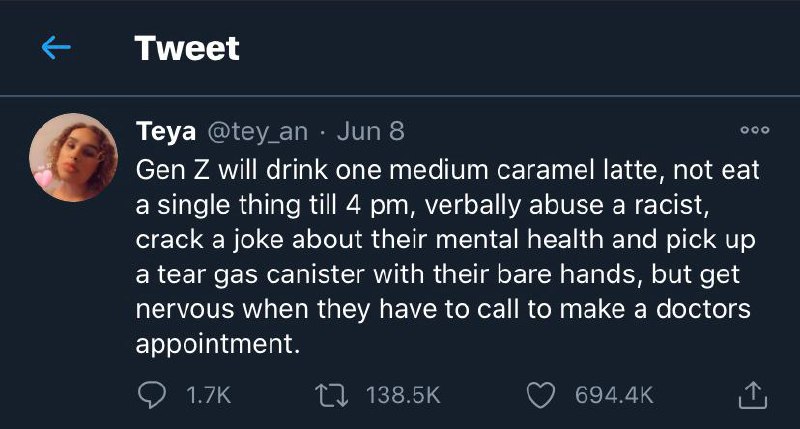 Tweet
Teya @tey_an · Jun 8
Gen Z will drink one medium caramel latte, not eat
a single thing till 4 pm, verbally abuse a racist,
crack a joke about their mental health and pick up
a tear gas canister with their bare hands, but get
nervous when they have to call to make a doctors
appointment.
1.7K 138.5K 694.4K